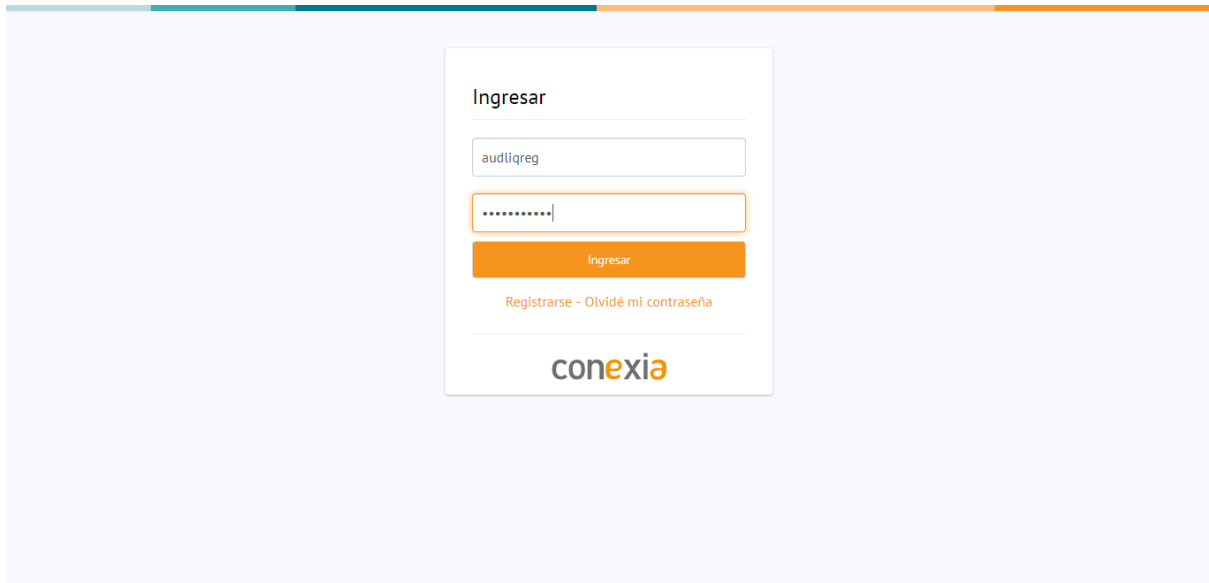 Ingresar
audliqreg
•••••••••••
Ingresar
Registrarse - Olvidé mi contraseña
conexia